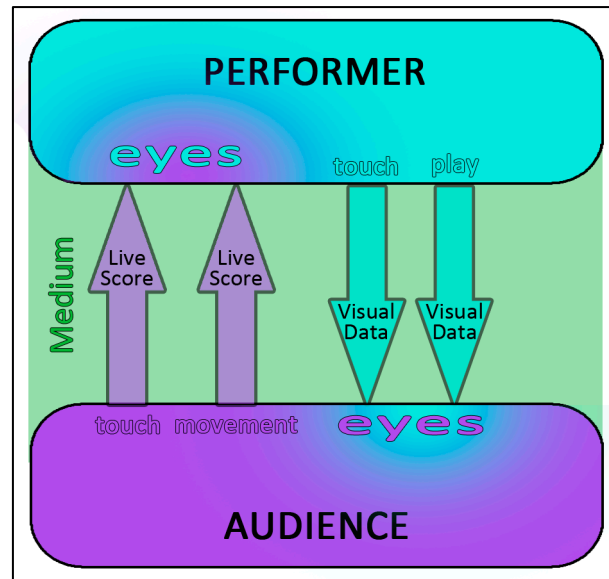 PERFORMER
eyes
touch play
Live
Score
Live
Score
Medium
Visual
Data
Visual
Data
touch movement
eyes
AUDIENCE